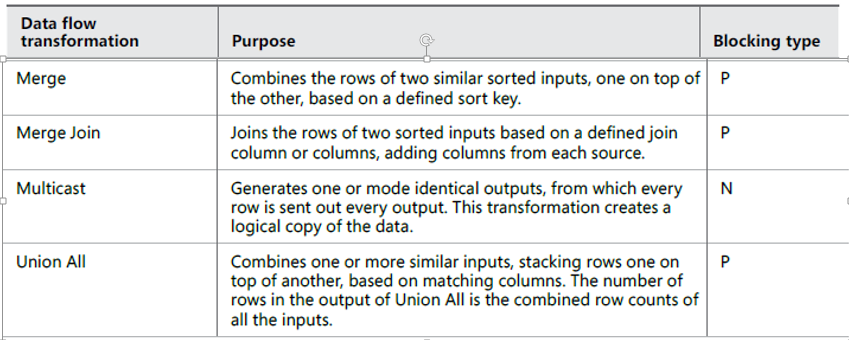 Data flow
transformation Purpose Blocking type
Merge Combines the rows of two similar sorted inputs, one on top of P
the other, based on a defined sort key.
Merge Join Joins the rows of two sorted inputs based on a defined join P
column or columns, adding columns from each source.
Multicast Generates one or mode identical outputs, from which every N
row is sent out every output. This transformation creates a
logical copy of the data.
Union All Combines one or more similar inputs, stacking rows one on P
top of another, based on matching columns. The number of
rows in the output of Union All is the combined row counts of
all the inputs.